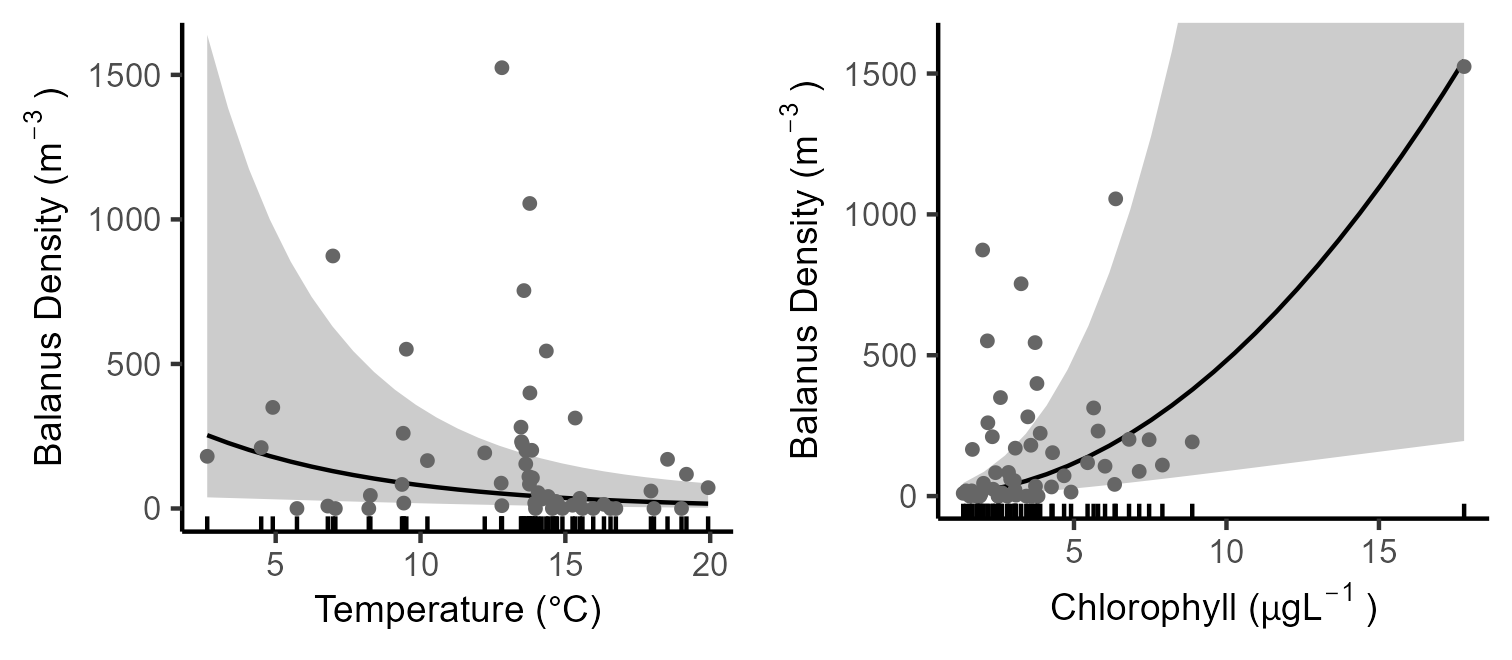 Balanus Density (m⁻³ )
1500
1000
500
0
5 10 15 20
Temperature (°C)
Balanus Density (m⁻³ )
1500
1000
500
0
5 10 15
Chlorophyll (µgL⁻¹ )